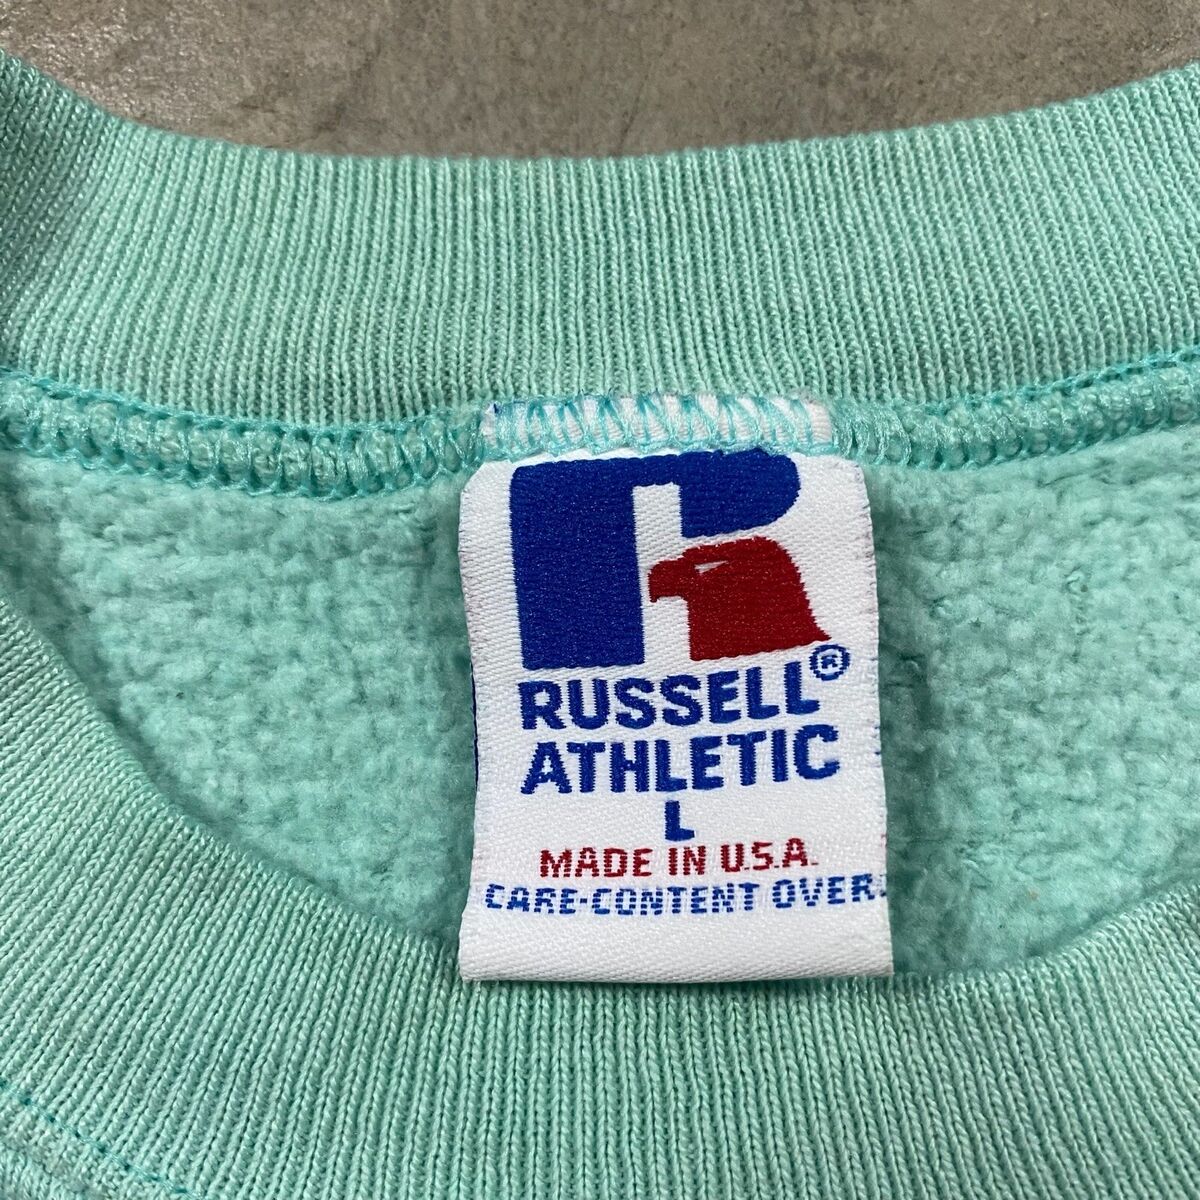 RUSSELL®
ATHLETIC
L
MADE IN U.S.A.
CARE-CONTENT OVER